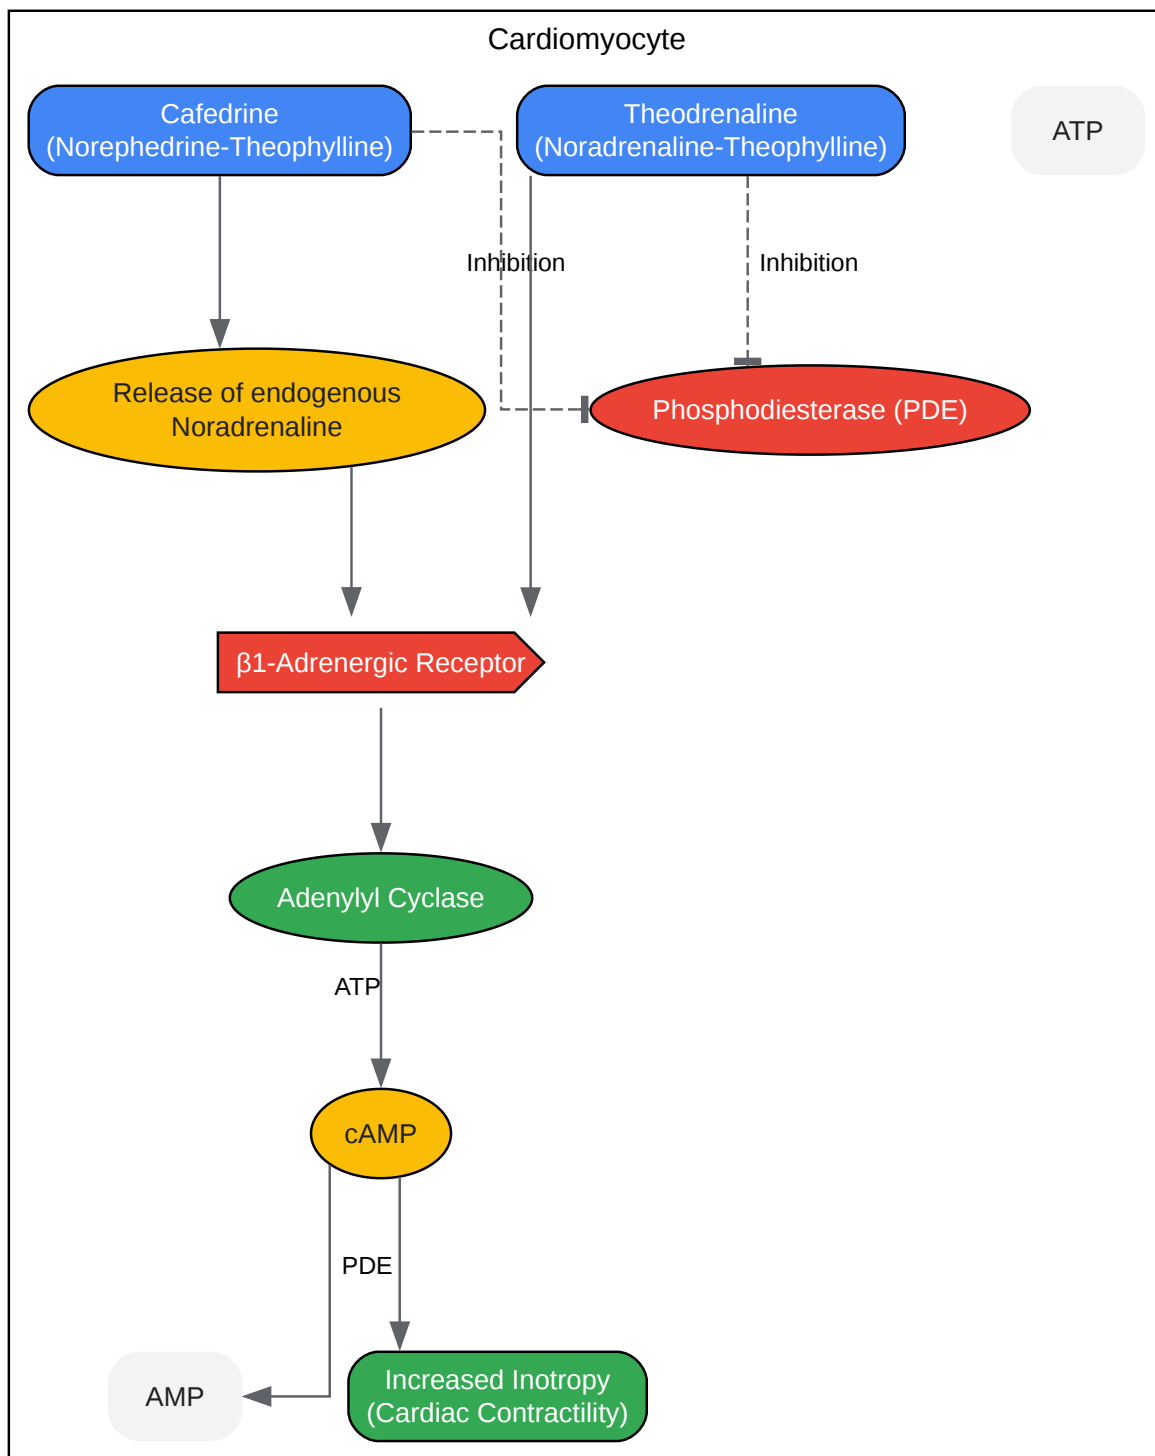 Cardiomyocyte
Cafedrine
(Norephedrine-Theophylline)
Theodrenaline
(Noradrenaline-Theophylline)
ATP
Inhibition
Inhibition
Release of endogenous
Noradrenaline
Phosphodiesterase (PDE)
β1-Adrenergic Receptor
Adenylyl Cyclase
ATP
cAMP
PDE
AMP
Increased Inotropy
(Cardiac Contractility)